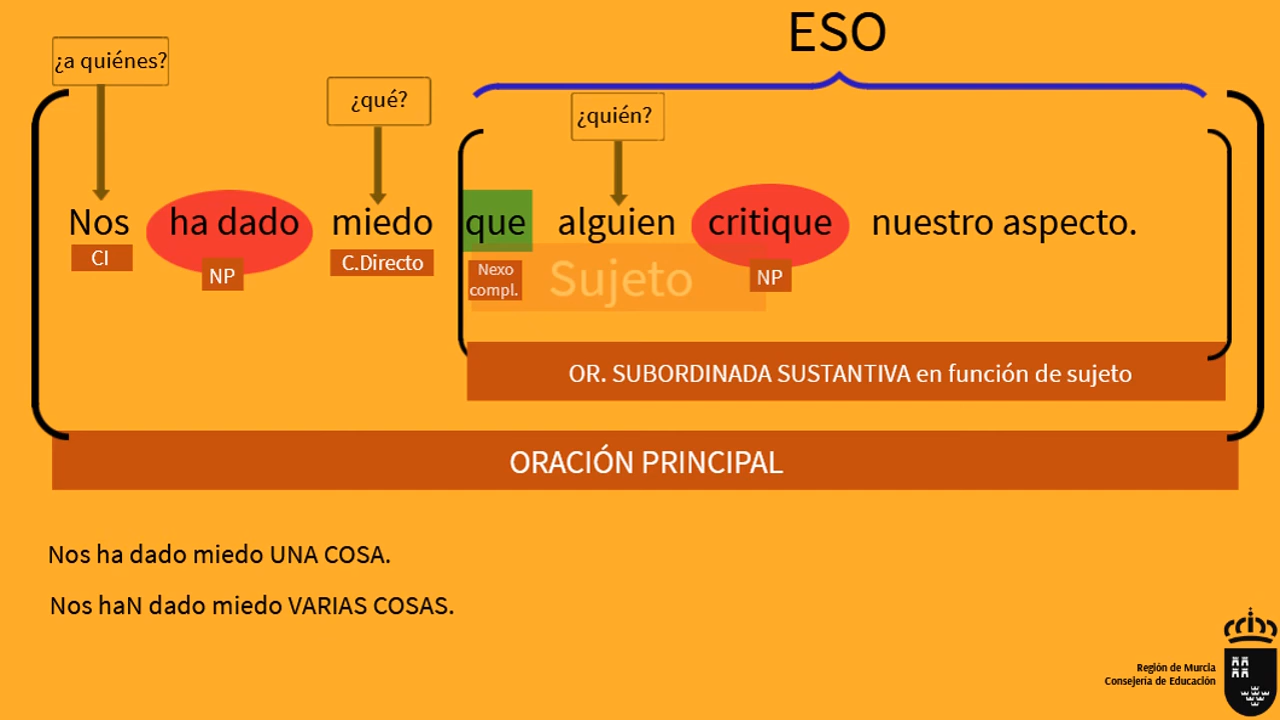 ESO
¿a quiénes?
¿qué?
¿quién?
Nos ha dado miedo que alguien critique nuestro aspecto.
CI
NP
C.Directo
Nexo
compl.
Sujeto
NP
OR. SUBORDINADA SUSTANTIVA en función de sujeto
ORACIÓN PRINCIPAL
Nos ha dado miedo UNA COSA.
Nos haN dado miedo VARIAS COSAS.
Región de Murcia
Consejería de Educación